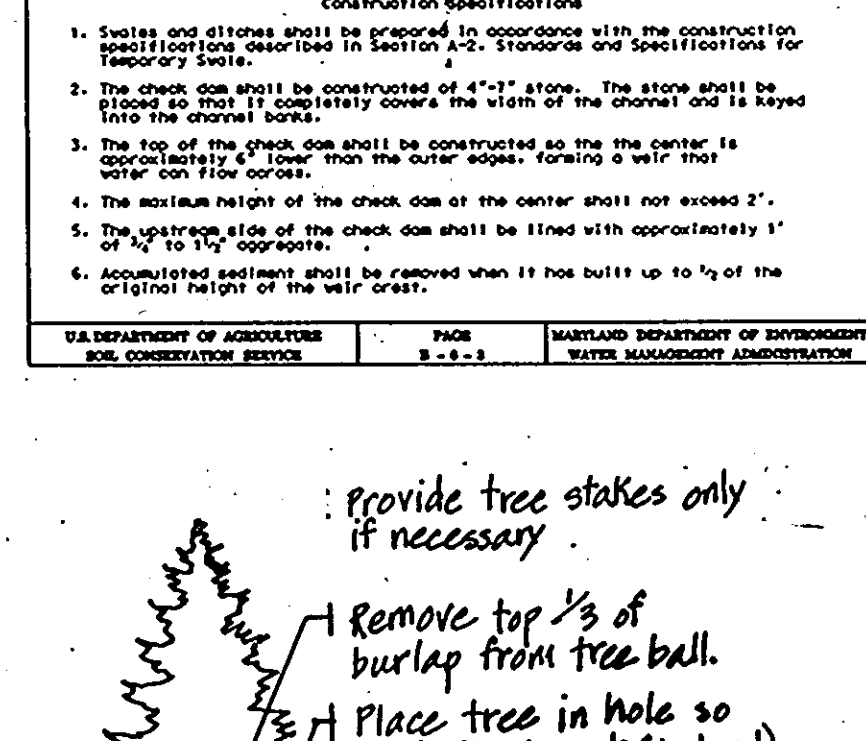 Construction Specifications
1. Swales and ditches shall be prepared in accordance with the construction
specifications described in Section A-2. Standards and Specifications for
Temporary Swale.
2. The check dam shall be constructed of 4"-7" stone. The stone shall be
placed so that it completely covers the width of the channel and is keyed
into the channel banks.
3. The top of the check dam shall be constructed so the the center is
approximately 6" lower than the outer edges, forming a weir that
water can flow across.
4. The maximum height of the check dam at the center shall not exceed 2'.
5. The upstream side of the check dam shall be lined with approximately 1'
of 3/4" to 1 1/2" aggregate.
6. Accumulated sediment shall be removed when it has built up to 1/2 of the
original height of the weir crest.
U.S. DEPARTMENT OF AGRICULTURE
SOIL CONSERVATION SERVICE
PAGE
B - 6 - 2
MARYLAND DEPARTMENT OF ENVIRONMENT
WATER MANAGEMENT ADMINISTRATION
Provide tree stakes only
if necessary.
Remove top 1/3 of
burlap from tree ball.
Place tree in hole so